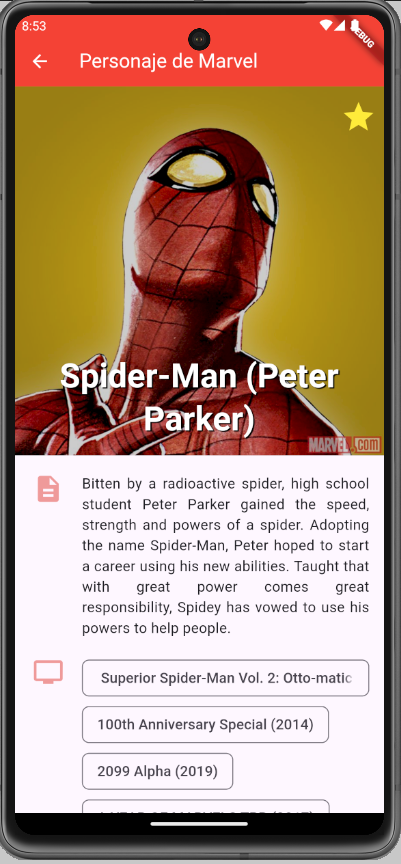 8:53
Personaje de Marvel
Spider-Man (Peter
Parker)
MARVEL.com
Bitten by a radioactive spider, high school
student Peter Parker gained the speed,
strength and powers of a spider. Adopting
the name Spider-Man, Peter hoped to start
a career using his new abilities. Taught that
with great power comes great
responsibility, Spidey has vowed to use his
powers to help people.
Superior Spider-Man Vol. 2: Otto-matic
100th Anniversary Special (2014)
2099 Alpha (2019)